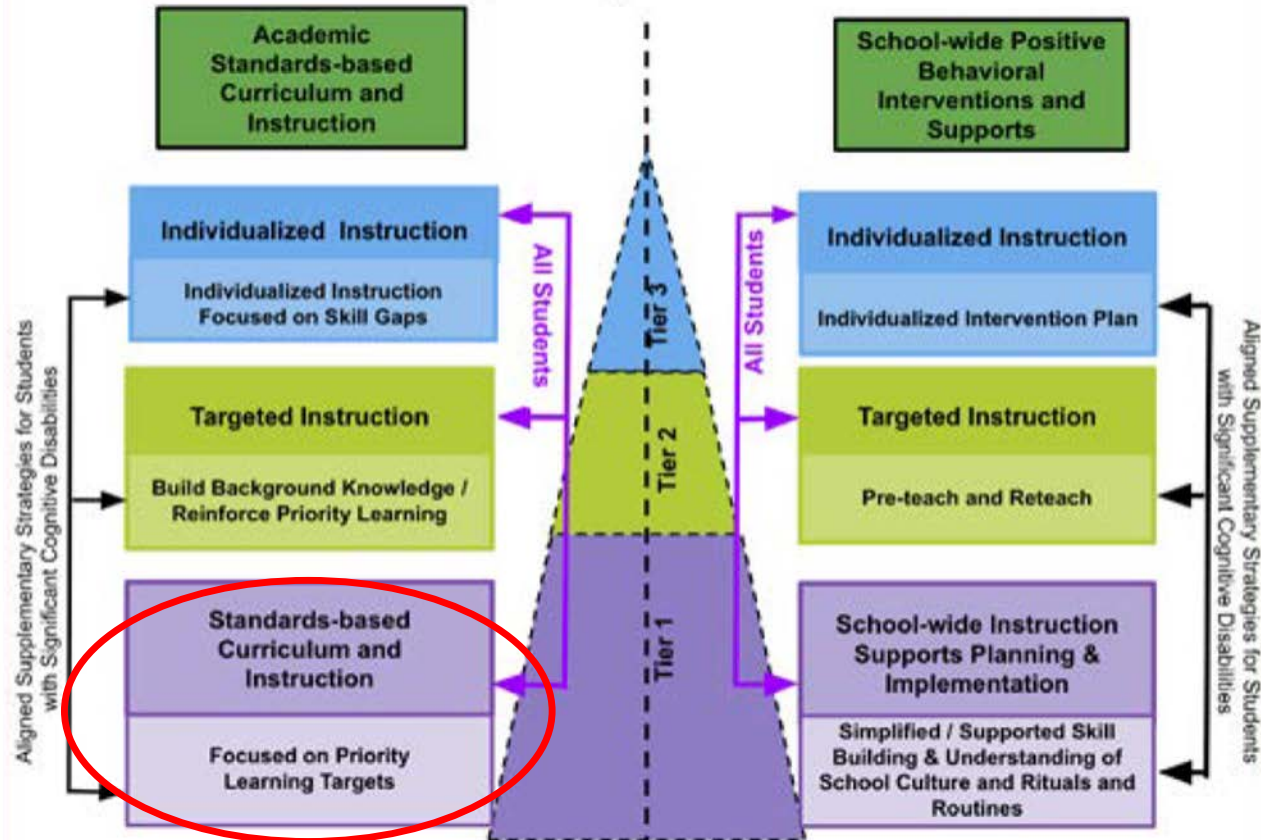 Academic
Standards-based
Curriculum and
Instruction
School-wide Positive
Behavioral
Interventions and
Supports
Individualized Instruction
Individualized Instruction
Focused on Skill Gaps
Targeted Instruction
Build Background Knowledge /
Reinforce Priority Learning
Standards-based
Curriculum and
Instruction
Focused on Priority
Learning Targets
Aligned Supplementary Strategies for Students
with Significant Cognitive Disabilities
All Students
Tier 3
Tier 2
Tier 1
All Students
Individualized Instruction
Individualized Intervention Plan
Targeted Instruction
Pre-teach and Reteach
School-wide Instruction
Supports Planning &
Implementation
Simplified / Supported Skill
Building & Understanding of
School Culture and Rituals and
Routines
Aligned Supplementary Strategies for Students
with Significant Cognitive Disabilities